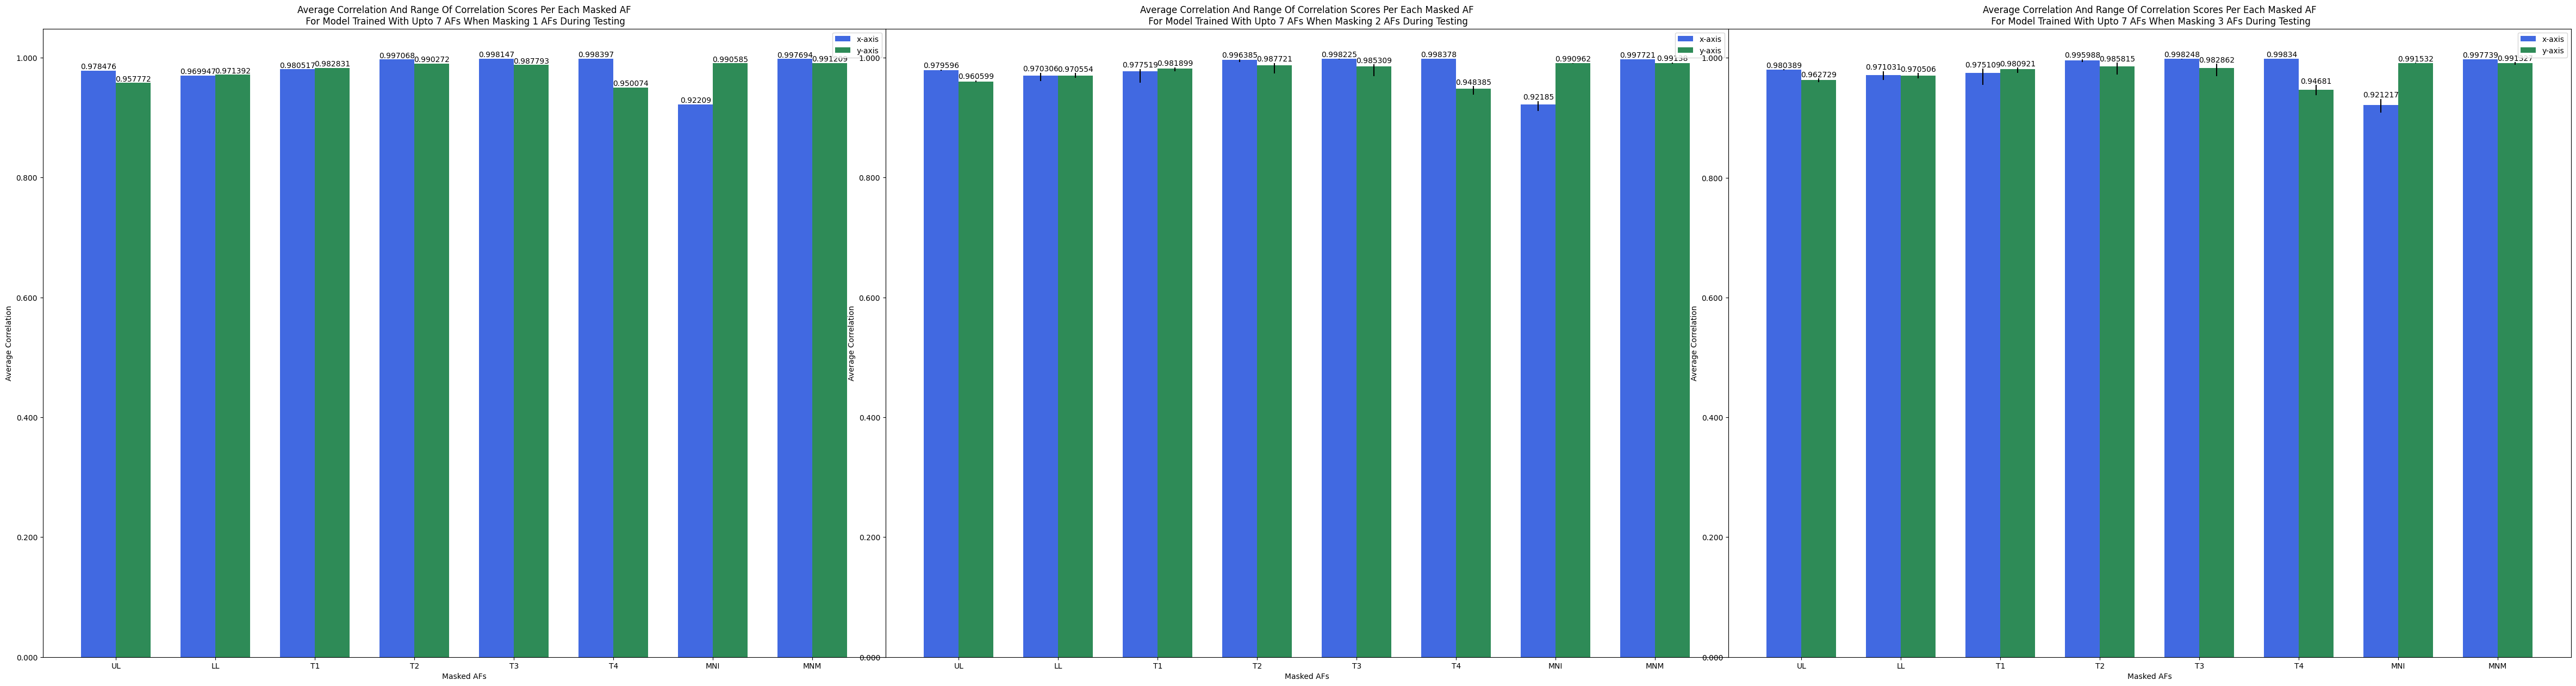 Average Correlation And Range Of Correlation Scores Per Each Masked AF
For Model Trained With Upto 7 AFs When Masking 1 AFs During Testing
x-axis
y-axis
1.000
0.800
0.600
0.400
0.200
0.000
Average Correlation
0.978476
0.957772
0.969947
0.971392
0.980517
0.982831
0.997068
0.990272
0.998147
0.987793
0.998397
0.950074
0.92209
0.990585
0.997694
UL
LL
T1
T2
T3
T4
MNI
MNM
Masked AFs
Average Correlation And Range Of Correlation Scores Per Each Masked AF
For Model Trained With Upto 7 AFs When Masking 2 AFs During Testing
x-axis
y-axis
1.000
0.800
0.600
0.400
0.200
0.000
Average Correlation
0.979596
0.960599
0.970306
0.970554
0.977519
0.981899
0.996385
0.987721
0.998225
0.985309
0.998378
0.948385
0.92185
0.990962
0.997721
UL
LL
T1
T2
T3
T4
MNI
MNM
Masked AFs
Average Correlation And Range Of Correlation Scores Per Each Masked AF
For Model Trained With Upto 7 AFs When Masking 3 AFs During Testing
x-axis
y-axis
1.000
0.800
0.600
0.400
0.200
0.000
Average Correlation
0.980389
0.962729
0.971031
0.970506
0.975109
0.980921
0.995988
0.985815
0.998248
0.982862
0.99834
0.94681
0.921217
0.991532
0.997739
UL
LL
T1
T2
T3
T4
MNI
MNM
Masked AFs